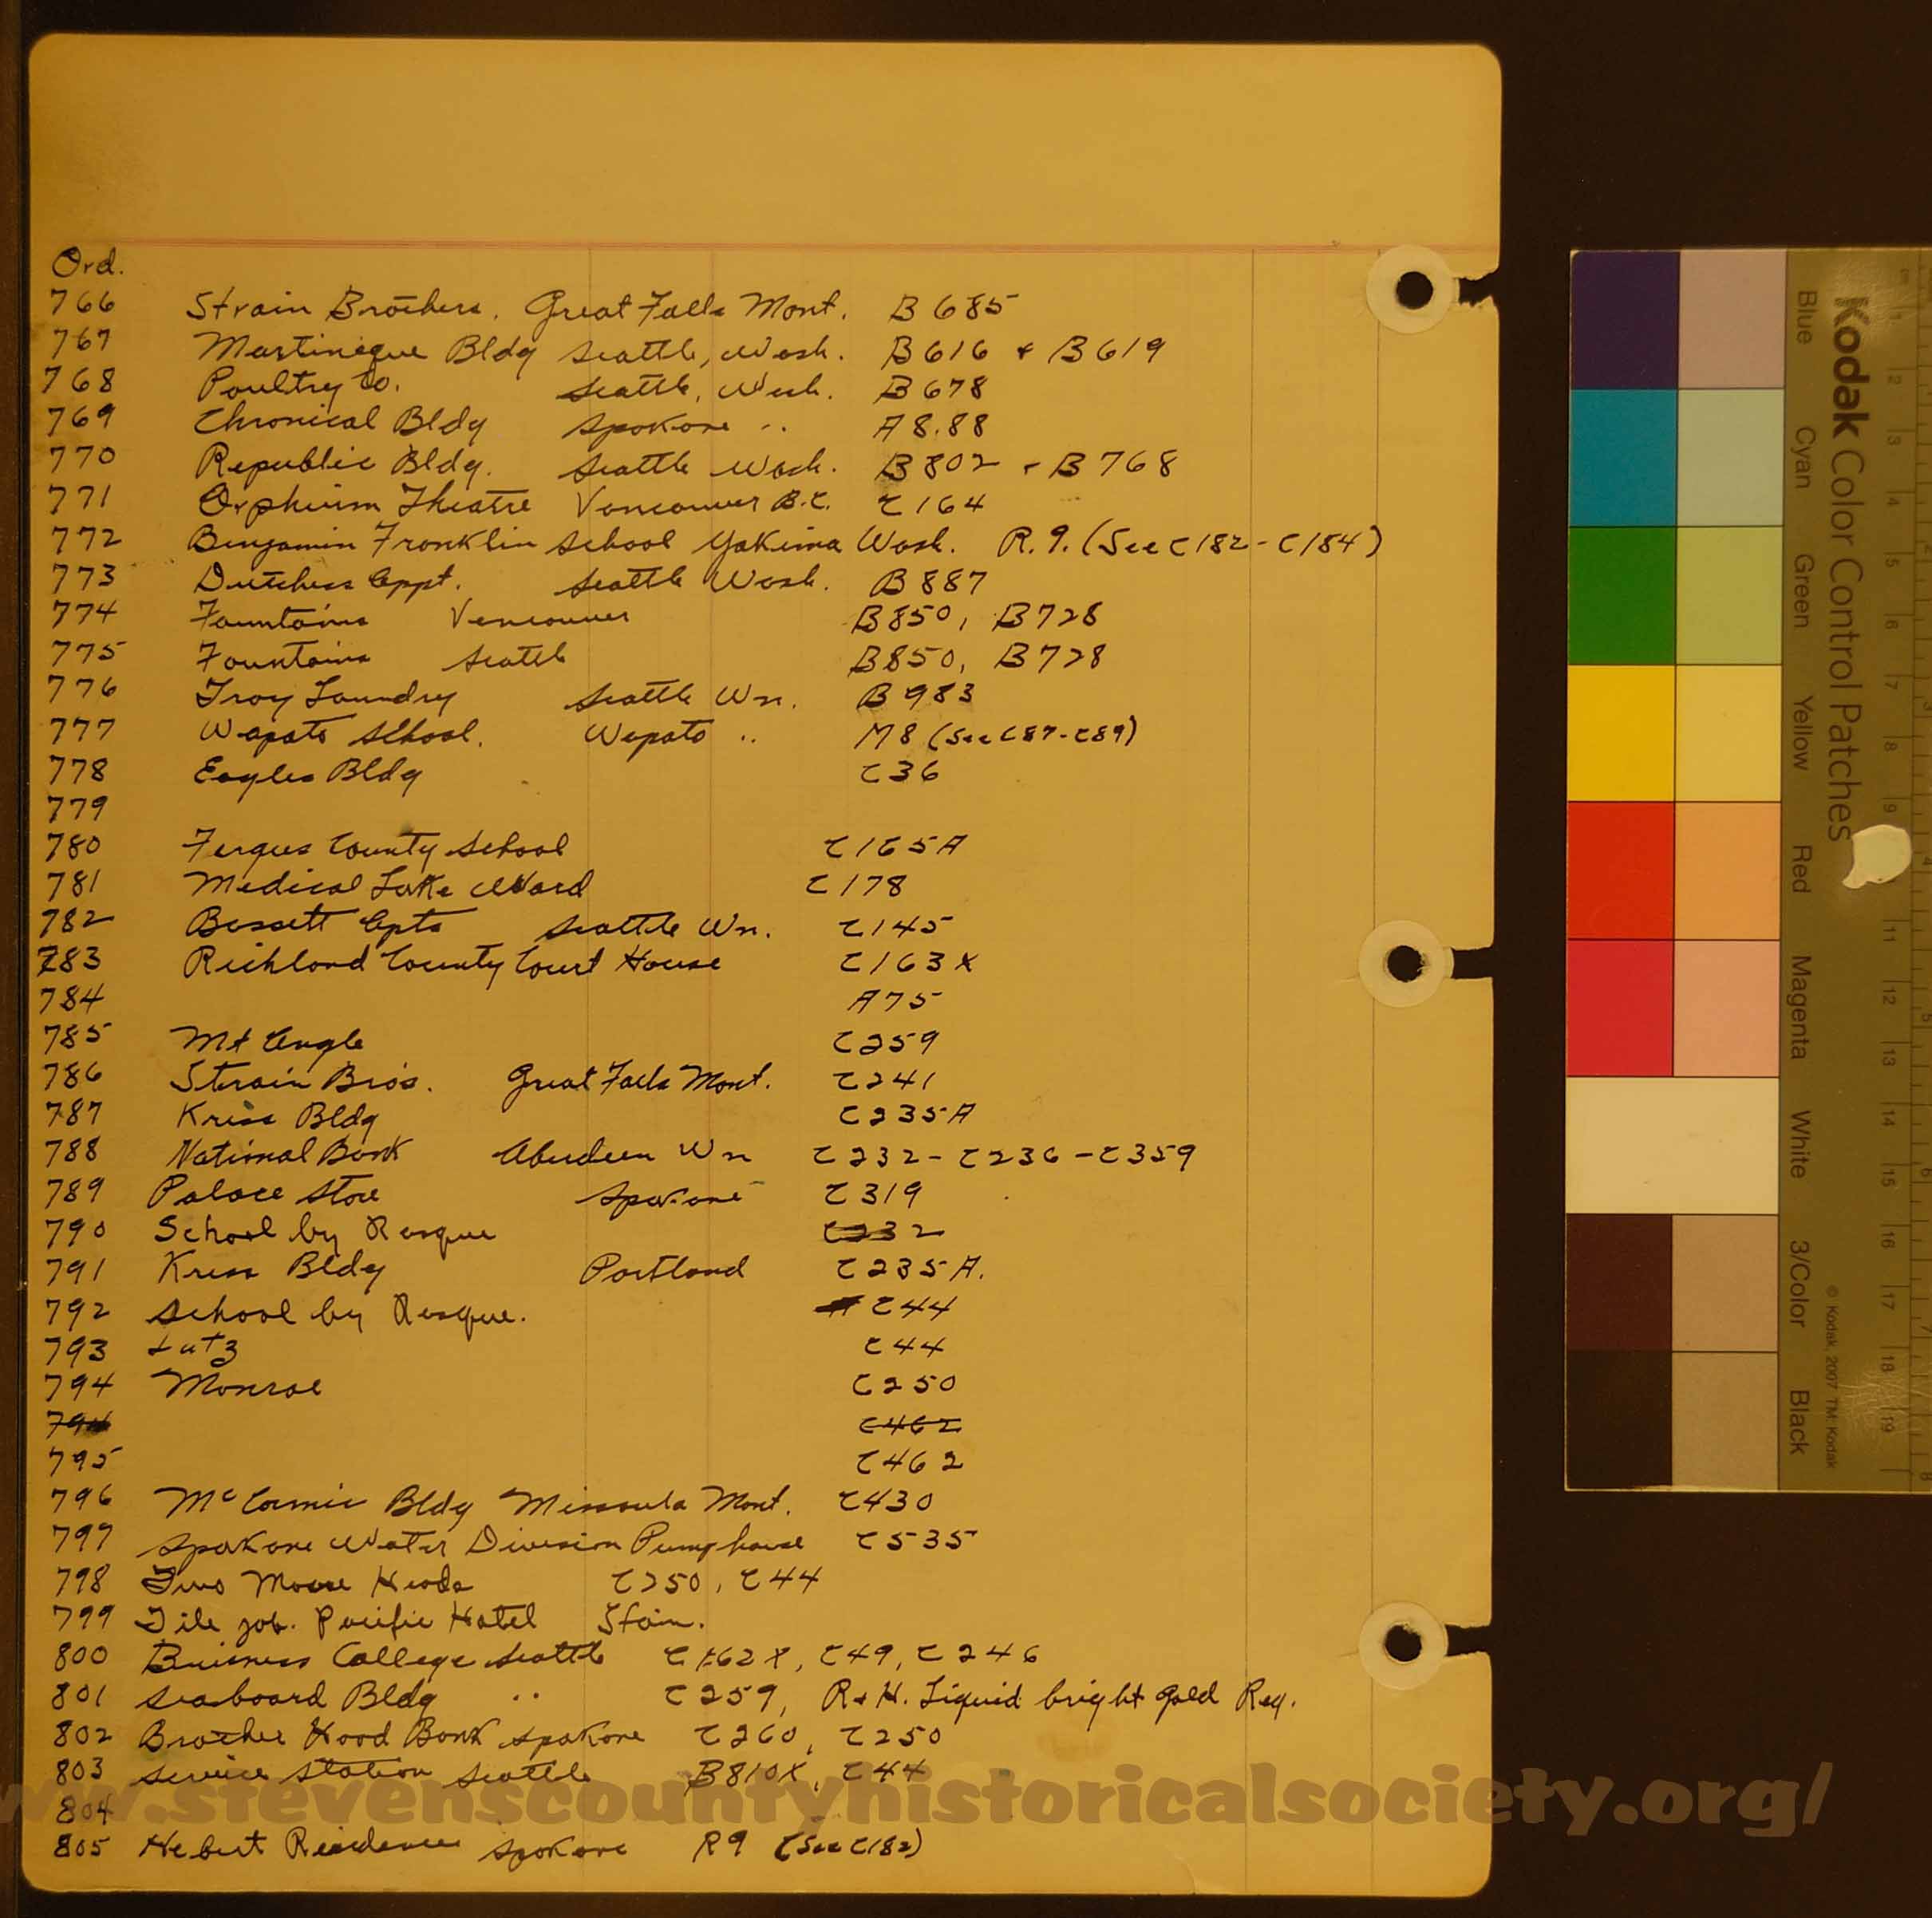 Ord.
766 Strain Brothers. Great Falls Mont. B685
767 Martineque Bldg Seattle, Wash. B616 + B619
768 Poultry Co. Seattle, Wash. B678
769 Chronical Bldg Spokane " A8.88
770 Republic Bldg. Seattle Wash. B802 + B768
771 Orpheum Theatre Vancouver B.C. C164
772 Benjamin Franklin School Yakima Wash. R.9. (See C182-C184)
773 Dutchess Appt. Seattle Wash. B887
774 Fountains Vancouver B850, B728
775 Fountains Seattle B850, B728
776 Troy Laundry Seattle Wn. B983
777 Wapato School. Wapato " M8 (See C87-C89)
778 Eagles Bldg C36
779
780 Fergus County School C165A
781 Medical Lake Ward C178
782 Bassett Apts Seattle Wn. C145
783 Richland County Court House C163X
784 A75
785 Mt Angle C259
786 Strain Bro's. Great Falls Mont. C241
787 Kriss Bldg C235A
788 National Bank Aberdeen Wn C232-C236-C359
789 Palace Store Spokane C319
790 School by C232
791 Kress Bldg Portland C235A.
792 School by C44
793 Lutz C44
794 Monroe C250
794 C462
795 C462
796 McCormic Bldg Missoula Mont. C430
797 Spokane Water Division Pumphouse C535
798 Two Moose Heads C250, C44
799 Tile job. Pacific Hotel Stain.
800 Business College Seattle C49, C246
801 Seaboard Bldg " C259, R+H. Liquid bright gold Reg.
802 Brother Hood Bank Spokane C260, C250
803 Service Station Seattle B810X, C44
804
805 Hebert Residence Spokane R9 (See C182)
www.stevenscountyhistoricalsociety.org/
Kodak Color Control Patches
Blue Cyan Green Yellow Red Magenta White 3/Color Black
© Kodak, 2007 TM: Kodak